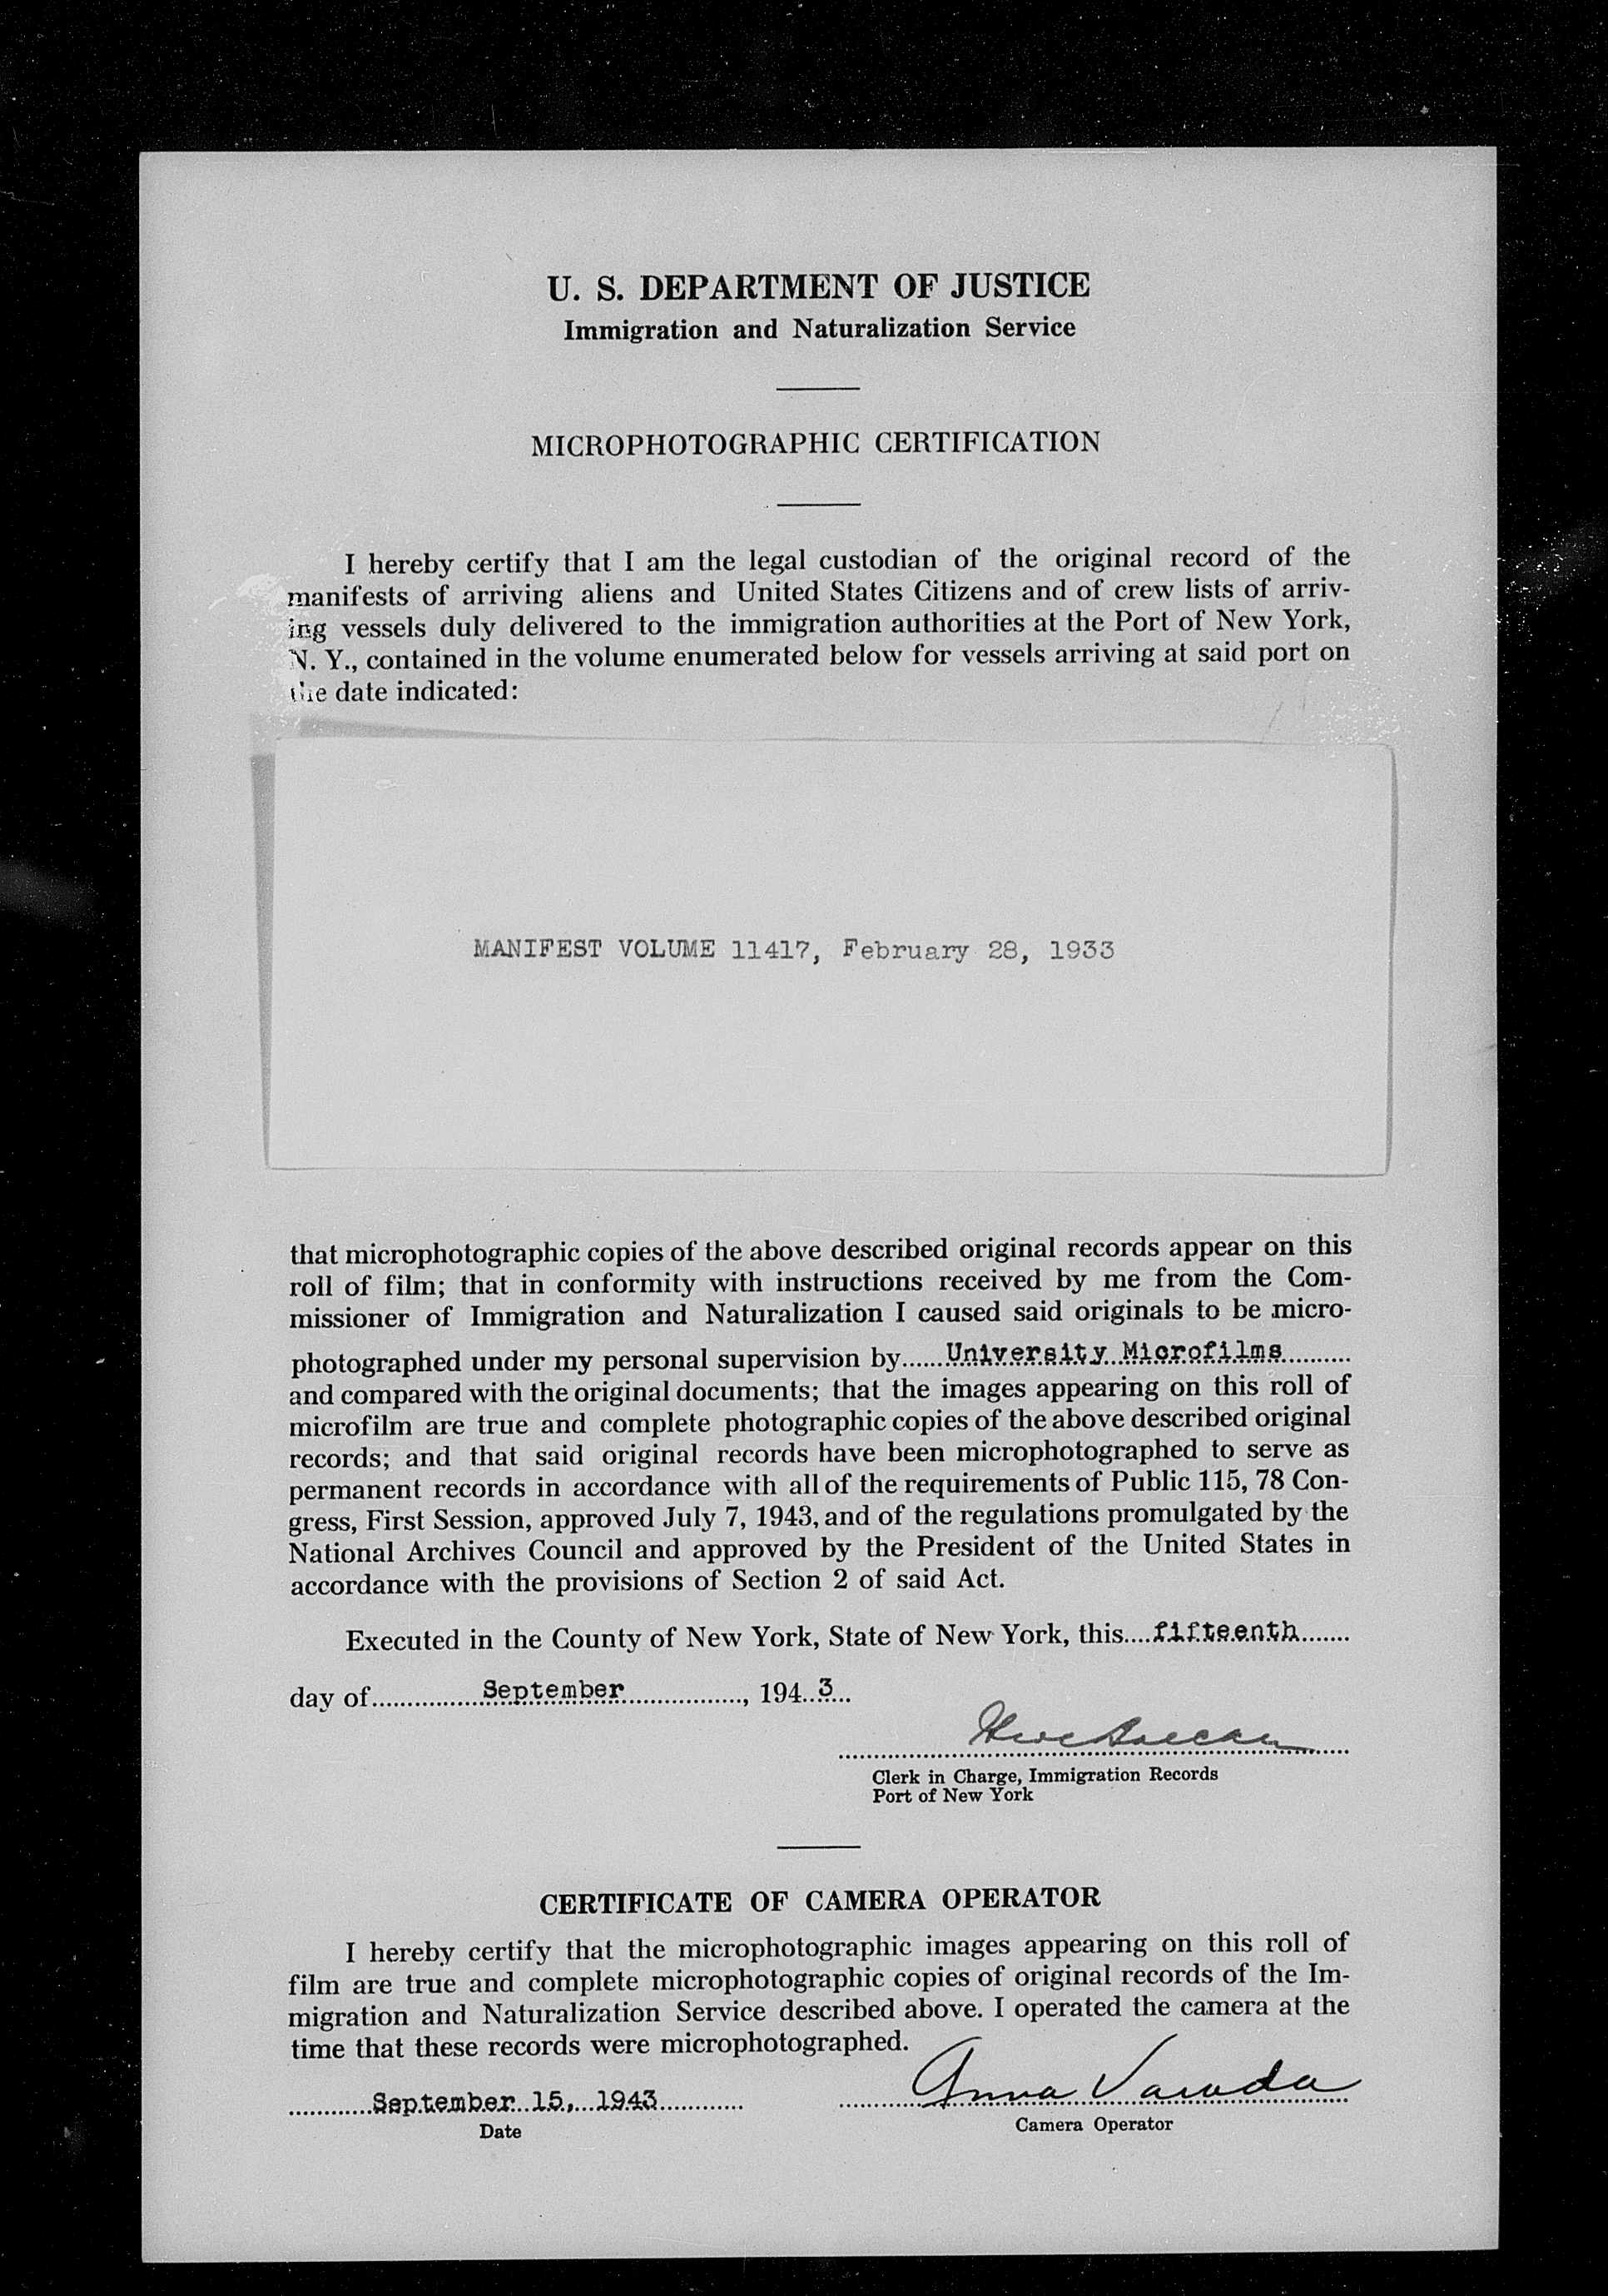 U. S. DEPARTMENT OF JUSTICE
Immigration and Naturalization Service
MICROPHOTOGRAPHIC CERTIFICATION
I hereby certify that I am the legal custodian of the original record of the
manifests of arriving aliens and United States Citizens and of crew lists of arriv-
ing vessels duly delivered to the immigration authorities at the Port of New York,
N. Y., contained in the volume enumerated below for vessels arriving at said port on
the date indicated:
MANIFEST VOLUME 11417, February 28, 1933
that microphotographic copies of the above described original records appear on this
roll of film; that in conformity with instructions received by me from the Com-
missioner of Immigration and Naturalization I caused said originals to be micro-
photographed under my personal supervision by......University Microfilms..........
and compared with the original documents; that the images appearing on this roll of
microfilm are true and complete photographic copies of the above described original
records; and that said original records have been microphotographed to serve as
permanent records in accordance with all of the requirements of Public 115, 78 Con-
gress, First Session, approved July 7, 1943, and of the regulations promulgated by the
National Archives Council and approved by the President of the United States in
accordance with the provisions of Section 2 of said Act.
Executed in the County of New York, State of New York, this....fifteenth.......
day of................September................., 194..3...
Clerk in Charge, Immigration Records
Port of New York
CERTIFICATE OF CAMERA OPERATOR
I hereby certify that the microphotographic images appearing on this roll of
film are true and complete microphotographic copies of original records of the Im-
migration and Naturalization Service described above. I operated the camera at the
time that these records were microphotographed.
............September 15, 1943............ Anna
Date Camera Operator